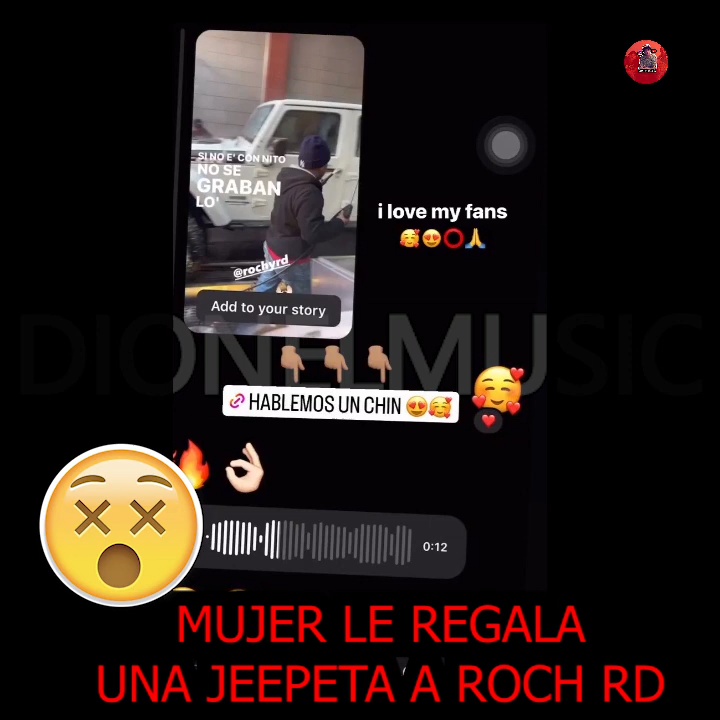 SI NO E' CON NITO
NO SE
GRABAN
LO'
@rochyrd
Add to your story
i love my fans
DIONELMUSIC
HABLEMOS UN CHIN
0:12
MUJER LE REGALA
UNA JEEPETA A ROCH RD